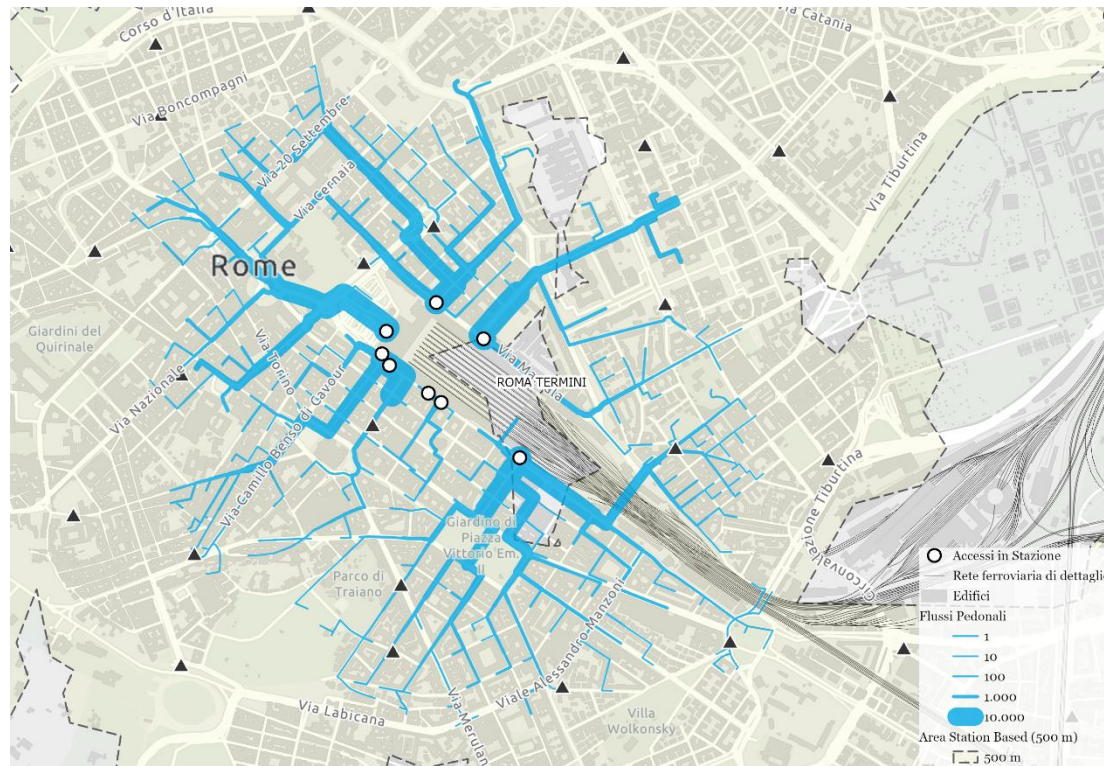 Corso d'Italia
Via Catania
Via Boncompagni
Via 20 Settembre
Via Cernaia
Via Tiburtina
Rome
Giardini del
Quirinale
Via Torino
Via Nazionale
Via Marsala
ROMA TERMINI
Via Camillo Benso di Cavour
Giardino di
Piazza
Vittorio Em.
II
Parco di
Traiano
Circonvallazione Tiburtina
Viale Alessandro Manzoni
Via Labicana
Via Merulan
Villa
Wolkonsky
Accessi in Stazione
Rete ferroviaria di dettaglio
Edifici
Flussi Pedonali
1
10
100
1.000
10.000
Area Station Based (500 m)
500 m